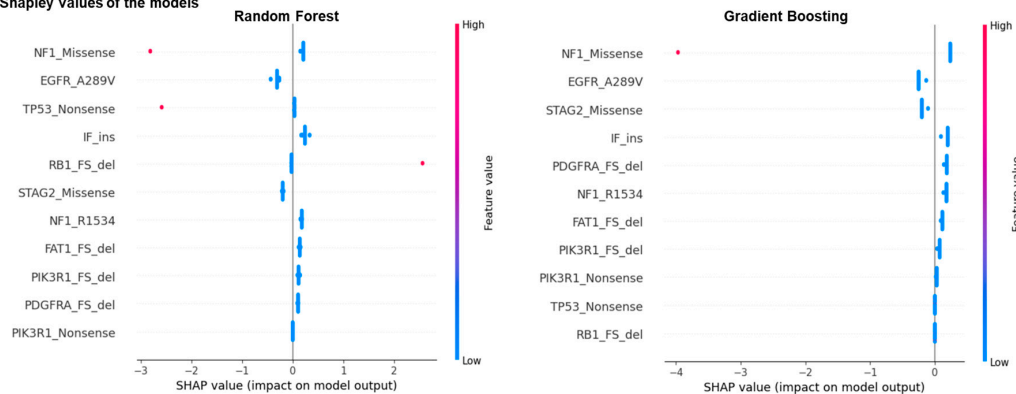 Shapley Values of the models
Random Forest
High
NF1_Missense
EGFR_A289V
TP53_Nonsense
IF_ins
RB1_FS_del
STAG2_Missense
NF1_R1534
FAT1_FS_del
PIK3R1_FS_del
PDGFRA_FS_del
PIK3R1_Nonsense
Feature value
Low
−3 −2 −1 0 1 2
SHAP value (impact on model output)
Gradient Boosting
High
NF1_Missense
EGFR_A289V
STAG2_Missense
IF_ins
PDGFRA_FS_del
NF1_R1534
FAT1_FS_del
PIK3R1_FS_del
PIK3R1_Nonsense
TP53_Nonsense
RB1_FS_del
Feature value
Low
−4 −3 −2 −1 0
SHAP value (impact on model output)